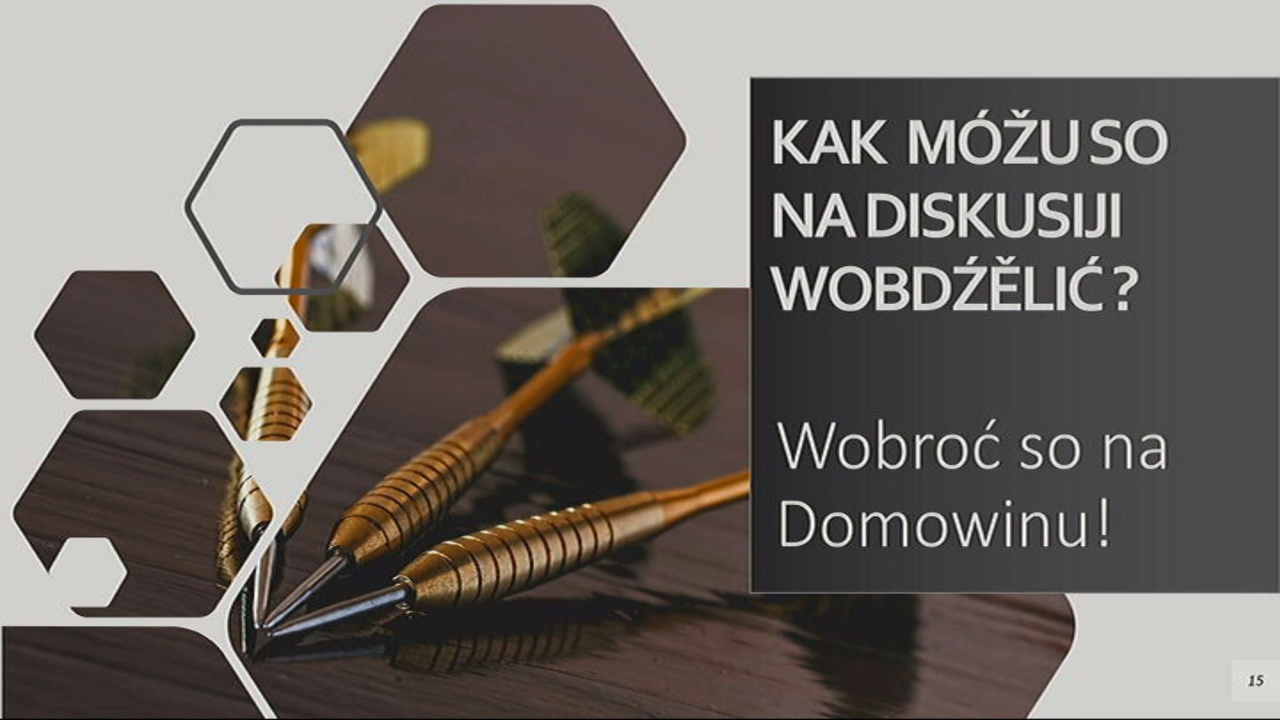 KAK MÓŽU SO
NA DISKUSIJI
WOBDŹĚLIĆ?
Wobroć so na
Domowinu!
15